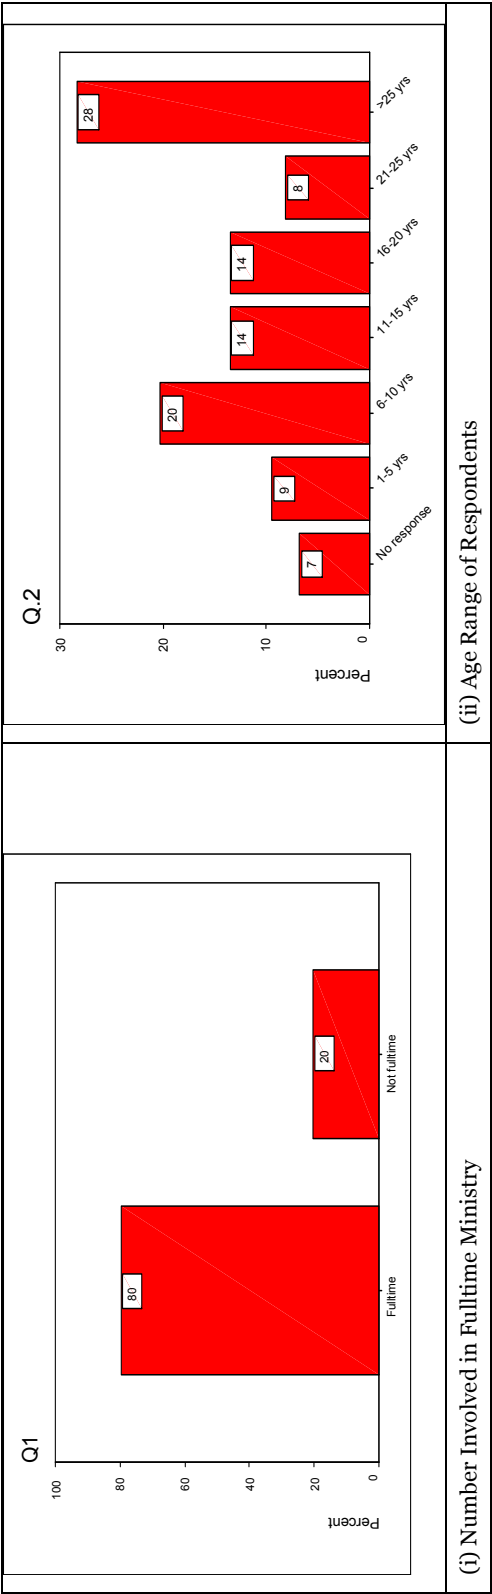 Q1
100
80
60
40
20
0
Percent
80
20
Fulltime
Not fulltime
(i) Number Involved in Fulltime Ministry
Q.2
30
20
10
0
Percent
7
9
20
14
14
8
28
No response
1-5 yrs
6-10 yrs
11-15 yrs
16-20 yrs
21-25 yrs
>25 yrs
(ii) Age Range of Respondents